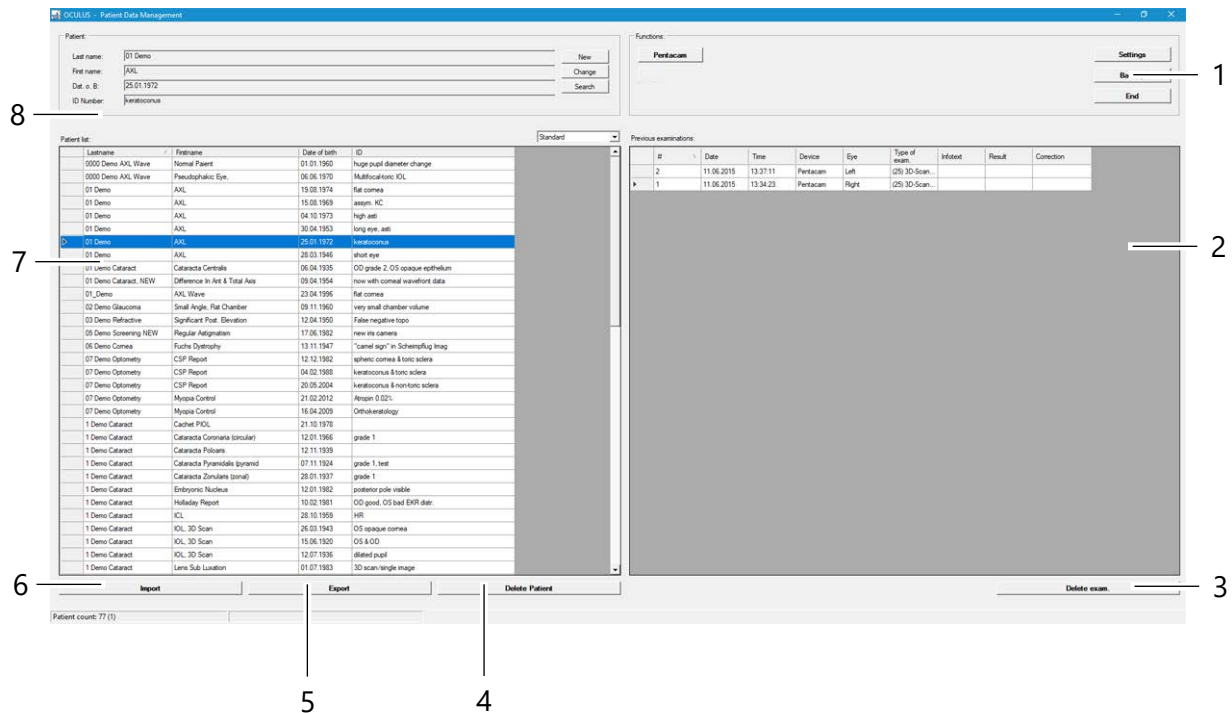 OCULUS - Patient Data Management
Patient:
Last name: 01 Demo New
First name: AXL Change
Dat. o. B: 25.01.1972 Search
ID Number: keratoconus
Functions:
Pentacam Settings
Ba
End
1
8
Patient list: Standard
Lastname Firstname Date of birth ID
0000 Demo AXL Wave Normal Paient 01.01.1960 huge pupil diameter change
0000 Demo AXL Wave Pseudophakic Eye, 06.06.1970 Multifocal-toric IOL
01 Demo AXL 19.08.1974 flat cornea
01 Demo AXL 15.08.1969 assym. KC
01 Demo AXL 04.10.1973 high asti
01 Demo AXL 30.04.1953 long eye, asti
01 Demo AXL 25.01.1972 keratoconus
01 Demo AXL 28.03.1946 short eye
01 Demo Cataract Cataracta Centralis 06.04.1935 OD grade 2, OS opaque epithelium
01 Demo Cataract, NEW Difference In Ant & Total Axis 09.04.1954 now with corneal wavefront data
01_Demo AXL Wave 23.04.1996 flat cornea
02 Demo Glaucoma Small Angle, Flat Chamber 09.11.1960 very small chamber volume
03 Demo Refractive Significant Post. Elevation 12.04.1950 False negative topo
05 Demo Screening NEW Regular Astigmatism 17.06.1982 new iris camera
06 Demo Cornea Fuchs Dystrophy 13.11.1947 "camel sign" in Scheimpflug Imag
07 Demo Optometry CSP Report 12.12.1982 spheric cornea & toric sclera
07 Demo Optometry CSP Report 04.02.1988 keratoconus & toric sclera
07 Demo Optometry CSP Report 20.05.2004 keratoconus & non-toric sclera
07 Demo Optometry Myopia Control 21.02.2012 Atropin 0.02%
07 Demo Optometry Myopia Control 16.04.2009 Orthokeratology
1 Demo Cataract Cachet PIOL 21.10.1978
1 Demo Cataract Cataracta Coronaria (circular) 12.01.1966 grade 1
1 Demo Cataract Cataracta Poloaris 12.11.1939
1 Demo Cataract Cataracta Pyramidalis (pyramid 07.11.1924 grade 1, test
1 Demo Cataract Cataracta Zonularis (zonal) 28.01.1937 grade 1
1 Demo Cataract Embryonic Nucleus 12.01.1982 posterior pole visible
1 Demo Cataract Holladay Report 10.02.1981 OD good, OS bad EKR distr.
1 Demo Cataract ICL 28.10.1959 HR
1 Demo Cataract IOL, 3D Scan 26.03.1943 OS opaque cornea
1 Demo Cataract IOL, 3D Scan 15.06.1920 OS & OD
1 Demo Cataract IOL, 3D Scan 12.07.1936 dilated pupil
1 Demo Cataract Lens Sub Luxation 01.07.1983 3D scan/single image
7
Previous examinations:
# Date Time Device Eye Type of exam. Infotext Result Correction
2 11.06.2015 13:37:11 Pentacam Left (25) 3D-Scan...
1 11.06.2015 13:34:23 Pentacam Right (25) 3D-Scan...
2
6
Import Export Delete Patient
Delete exam.
3
Patient count: 77 (1)
5
4